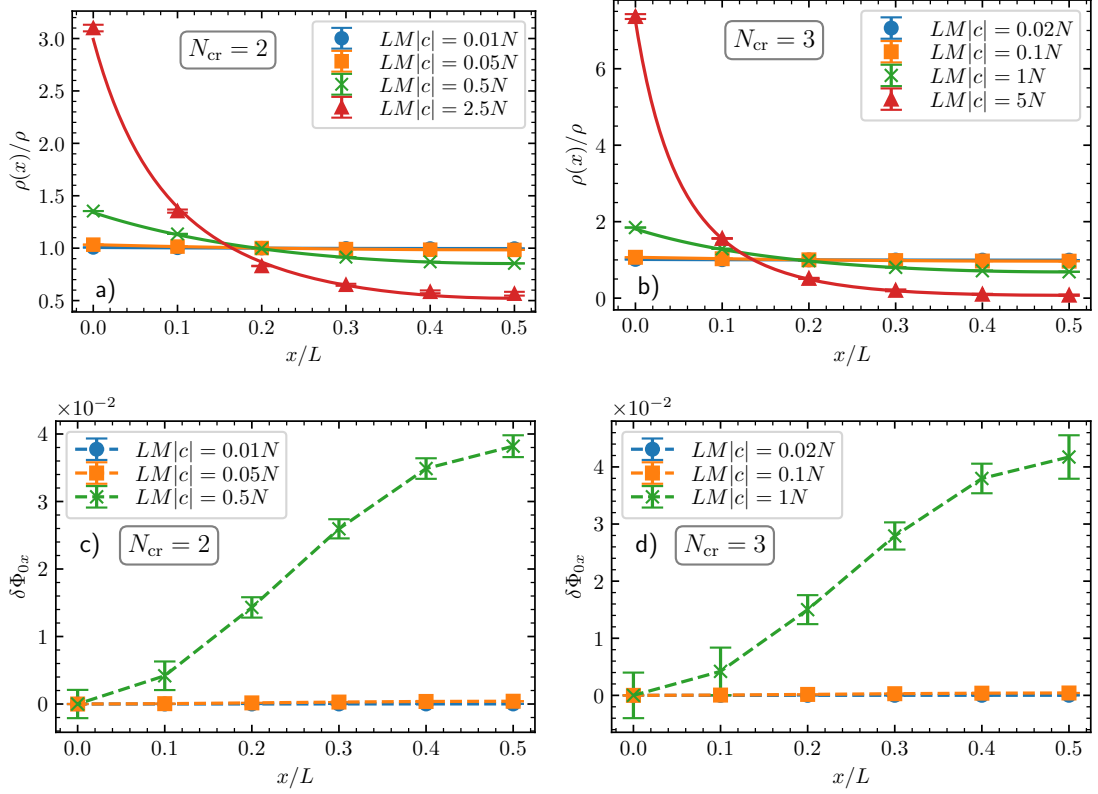 3.0
2.5
2.0
1.5
1.0
0.5
ρ(x)/ρ
N_cr = 2
LM|c| = 0.01N
LM|c| = 0.05N
LM|c| = 0.5N
LM|c| = 2.5N
a)
0.0 0.1 0.2 0.3 0.4 0.5
x/L
6
4
2
0
ρ(x)/ρ
N_cr = 3
LM|c| = 0.02N
LM|c| = 0.1N
LM|c| = 1N
LM|c| = 5N
b)
0.0 0.1 0.2 0.3 0.4 0.5
x/L
×10⁻²
4
3
2
1
0
δΦ₀ₓ
LM|c| = 0.01N
LM|c| = 0.05N
LM|c| = 0.5N
c) N_cr = 2
0.0 0.1 0.2 0.3 0.4 0.5
x/L
×10⁻²
4
2
0
δΦ₀ₓ
LM|c| = 0.02N
LM|c| = 0.1N
LM|c| = 1N
d) N_cr = 3
0.0 0.1 0.2 0.3 0.4 0.5
x/L